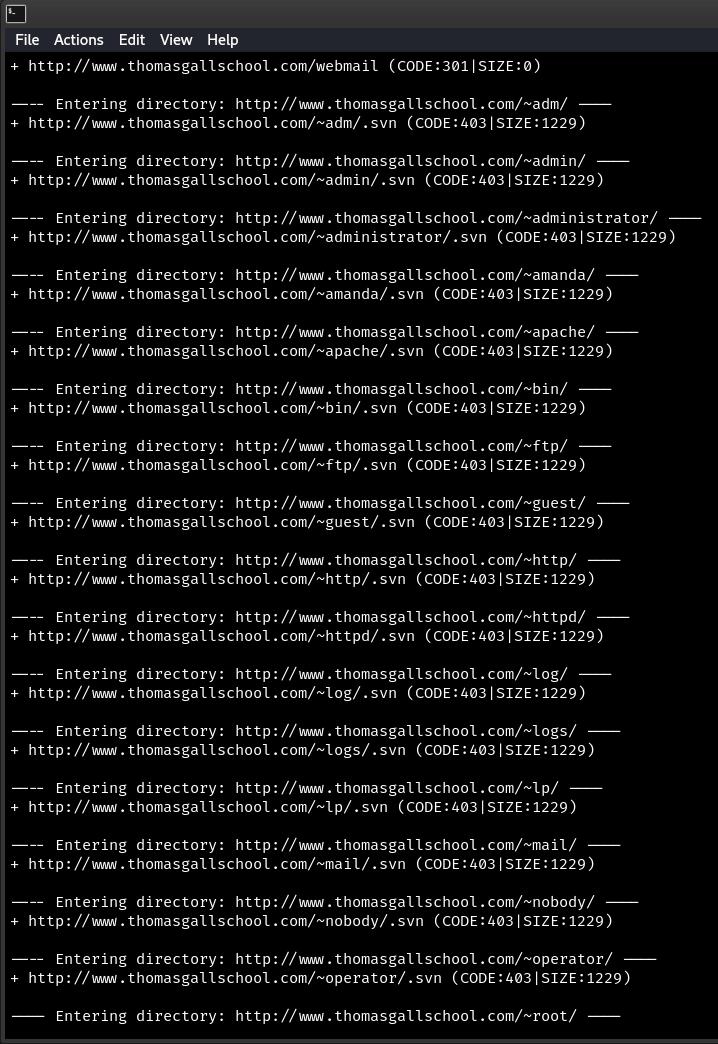 File Actions Edit View Help
+ http://www.thomasgallschool.com/webmail (CODE:301|SIZE:0)
---- Entering directory: http://www.thomasgallschool.com/~adm/ ----
+ http://www.thomasgallschool.com/~adm/.svn (CODE:403|SIZE:1229)
---- Entering directory: http://www.thomasgallschool.com/~admin/ ----
+ http://www.thomasgallschool.com/~admin/.svn (CODE:403|SIZE:1229)
---- Entering directory: http://www.thomasgallschool.com/~administrator/ ----
+ http://www.thomasgallschool.com/~administrator/.svn (CODE:403|SIZE:1229)
---- Entering directory: http://www.thomasgallschool.com/~amanda/ ----
+ http://www.thomasgallschool.com/~amanda/.svn (CODE:403|SIZE:1229)
---- Entering directory: http://www.thomasgallschool.com/~apache/ ----
+ http://www.thomasgallschool.com/~apache/.svn (CODE:403|SIZE:1229)
---- Entering directory: http://www.thomasgallschool.com/~bin/ ----
+ http://www.thomasgallschool.com/~bin/.svn (CODE:403|SIZE:1229)
---- Entering directory: http://www.thomasgallschool.com/~ftp/ ----
+ http://www.thomasgallschool.com/~ftp/.svn (CODE:403|SIZE:1229)
---- Entering directory: http://www.thomasgallschool.com/~guest/ ----
+ http://www.thomasgallschool.com/~guest/.svn (CODE:403|SIZE:1229)
---- Entering directory: http://www.thomasgallschool.com/~http/ ----
+ http://www.thomasgallschool.com/~http/.svn (CODE:403|SIZE:1229)
---- Entering directory: http://www.thomasgallschool.com/~httpd/ ----
+ http://www.thomasgallschool.com/~httpd/.svn (CODE:403|SIZE:1229)
---- Entering directory: http://www.thomasgallschool.com/~log/ ----
+ http://www.thomasgallschool.com/~log/.svn (CODE:403|SIZE:1229)
---- Entering directory: http://www.thomasgallschool.com/~logs/ ----
+ http://www.thomasgallschool.com/~logs/.svn (CODE:403|SIZE:1229)
---- Entering directory: http://www.thomasgallschool.com/~lp/ ----
+ http://www.thomasgallschool.com/~lp/.svn (CODE:403|SIZE:1229)
---- Entering directory: http://www.thomasgallschool.com/~mail/ ----
+ http://www.thomasgallschool.com/~mail/.svn (CODE:403|SIZE:1229)
---- Entering directory: http://www.thomasgallschool.com/~nobody/ ----
+ http://www.thomasgallschool.com/~nobody/.svn (CODE:403|SIZE:1229)
---- Entering directory: http://www.thomasgallschool.com/~operator/ ----
+ http://www.thomasgallschool.com/~operator/.svn (CODE:403|SIZE:1229)
---- Entering directory: http://www.thomasgallschool.com/~root/ ----